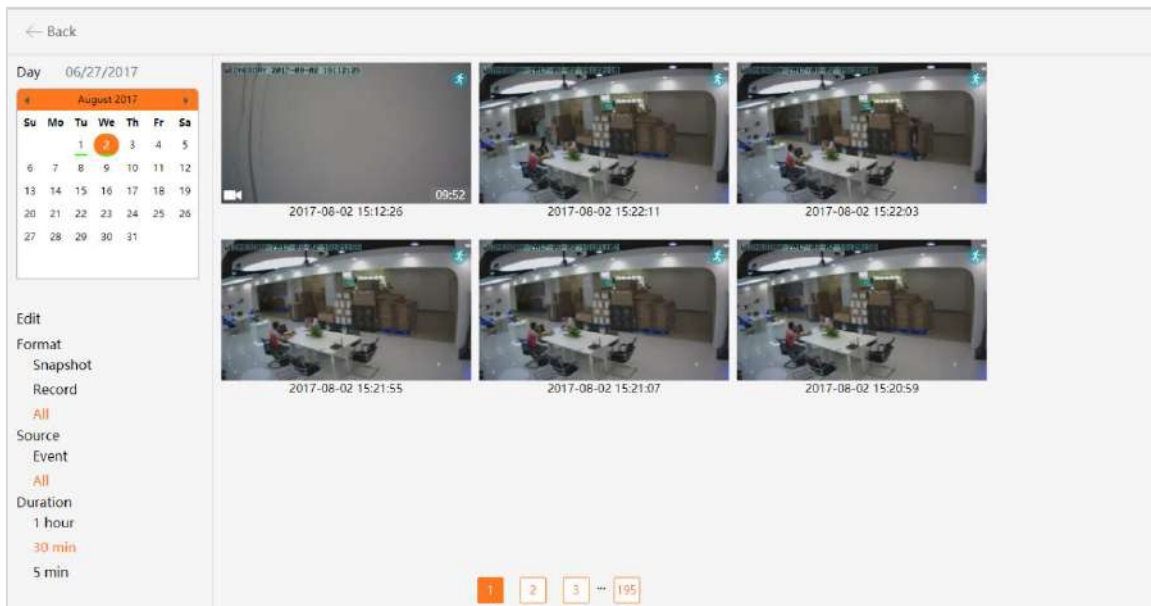 Back
Day 06/27/2017
August 2017
Su Mo Tu We Th Fr Sa
1 2 3 4 5
6 7 8 9 10 11 12
13 14 15 16 17 18 19
20 21 22 23 24 25 26
27 28 29 30 31
Edit
Format
Snapshot
Record
All
Source
Event
All
Duration
1 hour
30 min
5 min
09:52
2017-08-02 15:12:26
2017-08-02 15:22:11
2017-08-02 15:22:03
2017-08-02 15:21:55
2017-08-02 15:21:07
2017-08-02 15:20:59
1 2 3 ... 195